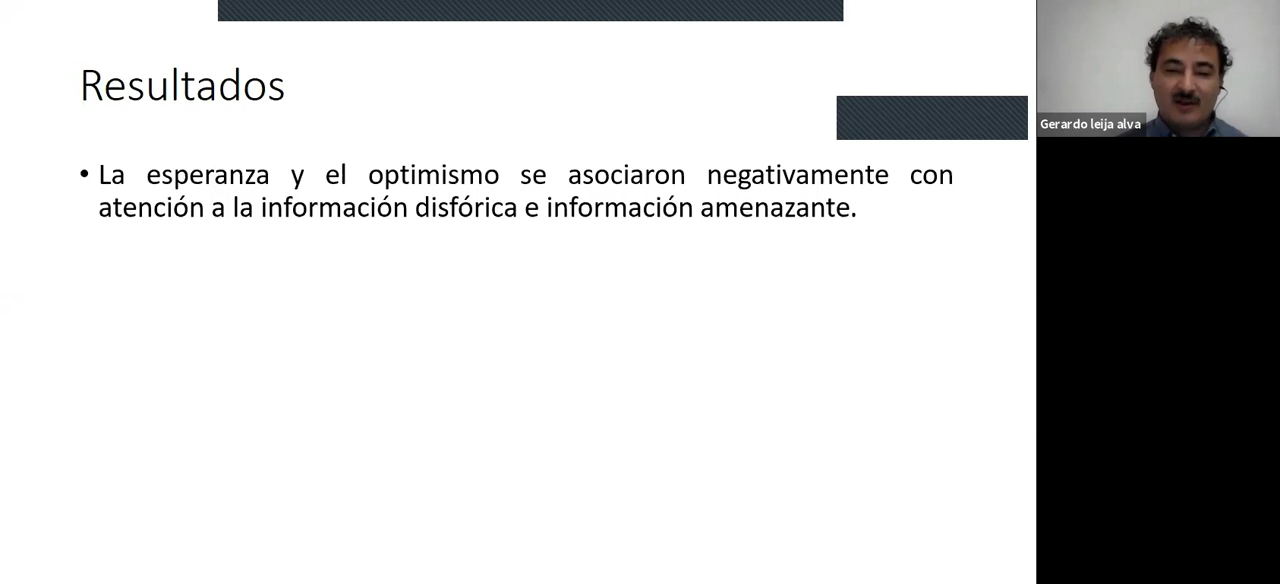 Resultados
• La esperanza y el optimismo se asociaron negativamente con
atención a la información disfórica e información amenazante.
Gerardo leija alva